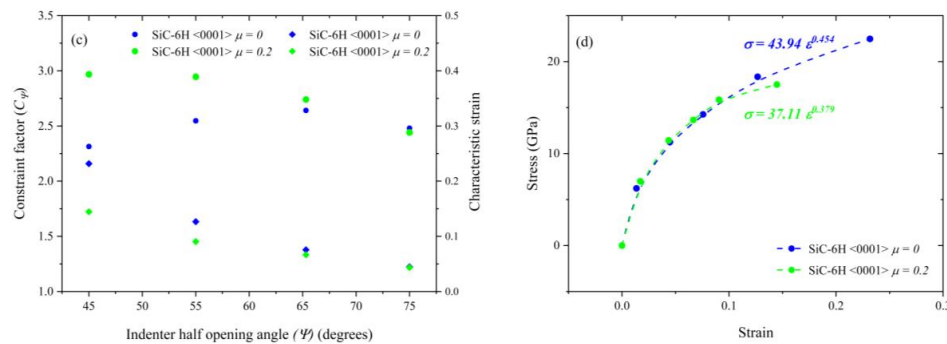 (c)
SiC-6H <0001> μ = 0
SiC-6H <0001> μ = 0
SiC-6H <0001> μ = 0.2
SiC-6H <0001> μ = 0.2
Constraint factor (Cψ)
3.5
3.0
2.5
2.0
1.5
1.0
0.5
0.4
0.3
0.2
0.1
0.0
Characteristic strain
45
50
55
60
65
70
75
Indenter half opening angle (Ψ) (degrees)
(d)
σ = 43.94 ε^0.454
σ = 37.11 ε^0.379
Stress (GPa)
20
10
0
SiC-6H <0001> μ = 0
SiC-6H <0001> μ = 0.2
0.0
0.1
0.2
0.3
Strain